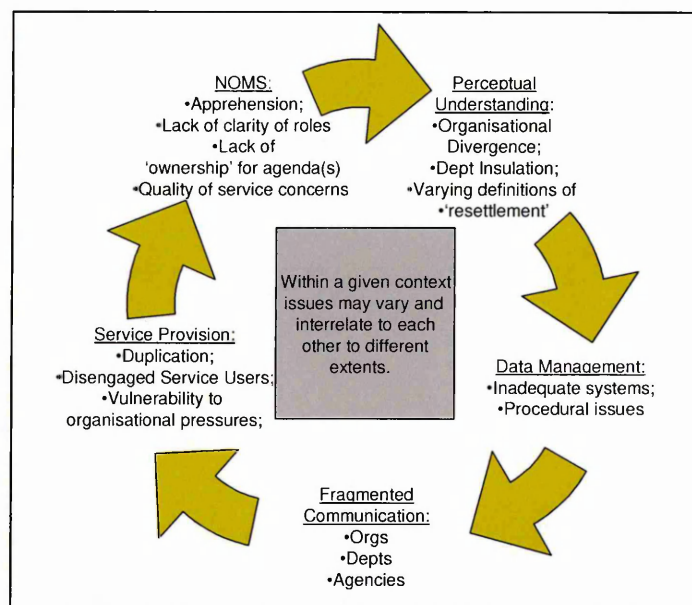 NOMS:
•Apprehension;
•Lack of clarity of roles
•Lack of
'ownership' for agenda(s)
•Quality of service concerns
Perceptual
Understanding:
•Organisational
Divergence;
•Dept Insulation;
•Varying definitions of
•'resettlement'
Within a given context
issues may vary and
interrelate to each
other to different
extents.
Data Management:
•Inadequate systems;
•Procedural issues
Fragmented
Communication:
•Orgs
•Depts
•Agencies
Service Provision:
•Duplication;
•Disengaged Service Users;
•Vulnerability to
organisational pressures;